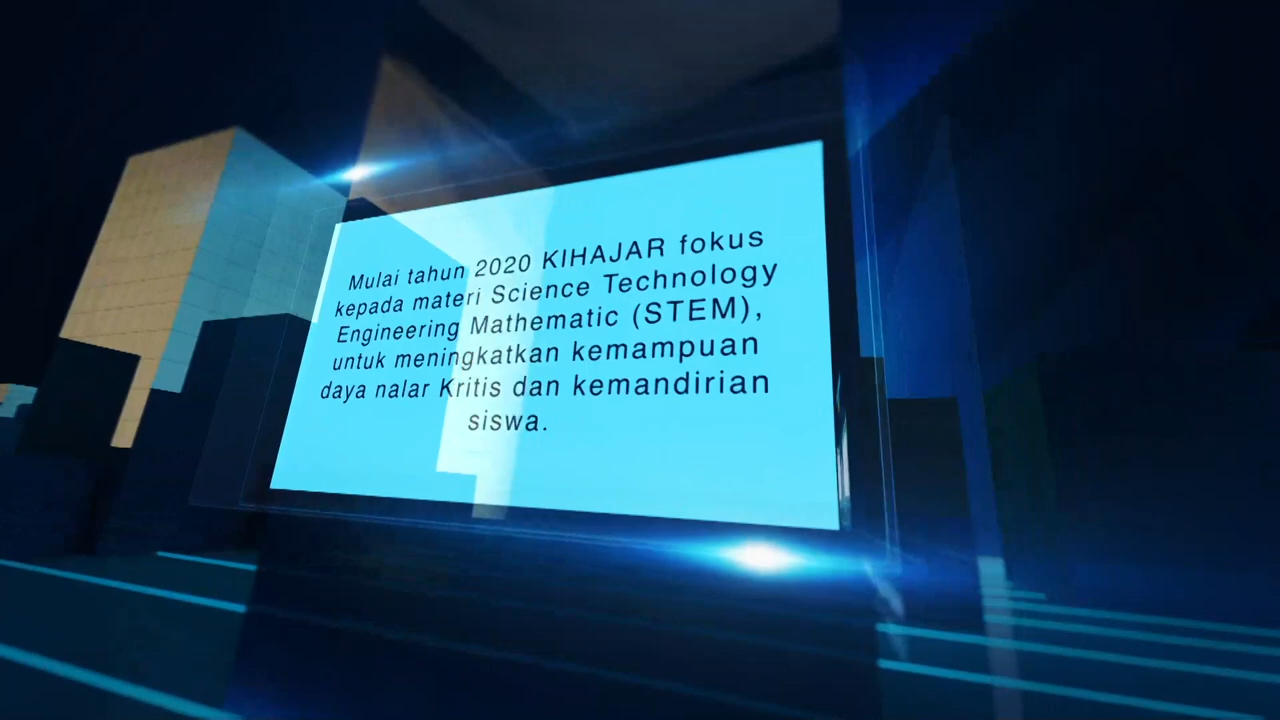 Mulai tahun 2020 KIHAJAR fokus
kepada materi Science Technology
Engineering Mathematic (STEM),
untuk meningkatkan kemampuan
daya nalar Kritis dan kemandirian
siswa.